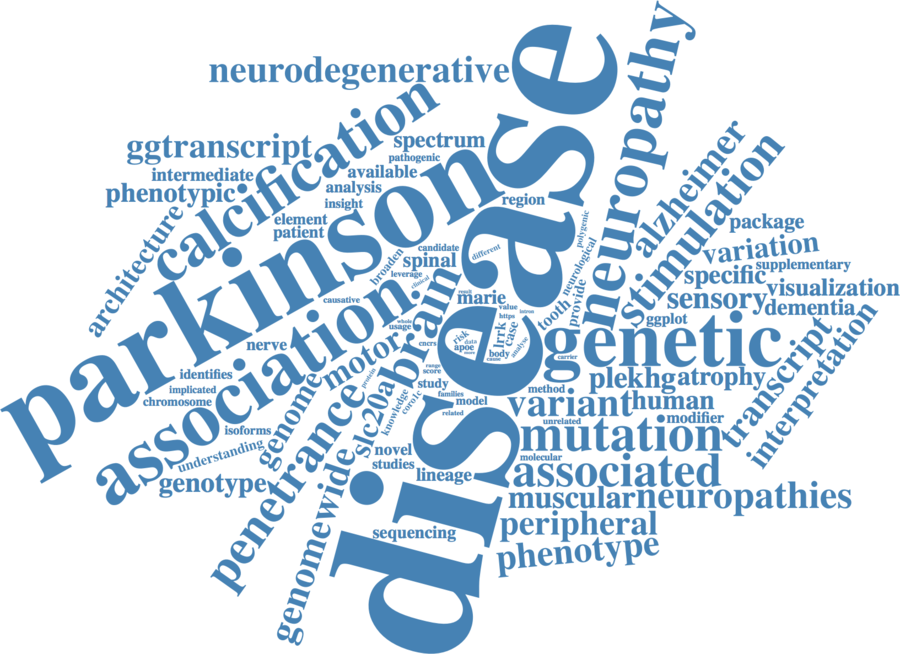 disease
parkinson
genetic
association
neuropathy
calcification
mutation
stimulation
penetrance
brain
variant
associated
neurodegenerative
ggtranscript
spectrum
pathogenic
intermediate
available
phenotypic
analysis
insight
region
element
patient
architecture
candidate
different
polygenic
broaden
spinal
leverage
clinical
neurological
alzheimer
package
variation
supplementary
specific
visualization
sensory
dementia
ggplot
provide
tooth
marie
result
value
https
intron
causative
whole
usage
risk
data
apoe
more
lrrk
case
body
cause
analyse
carrier
nerve
motor
cncrs
range
score
identifies
implicated
chromosome
genome
protein
study
families
model
related
method
plekhg
atrophy
transcript
interpretation
human
modifier
unrelated
isoforms
understanding
genotype
slc20a
knowledge
coro1c
novel
studies
lineage
molecular
muscular
neuropathies
genomewide
sequencing
peripheral
phenotype